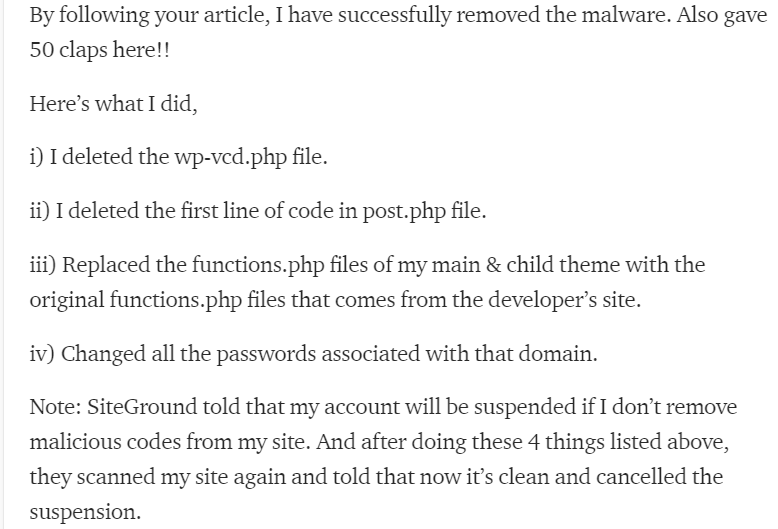 By following your article, I have successfully removed the malware. Also gave
50 claps here!!
Here’s what I did,
i) I deleted the wp-vcd.php file.
ii) I deleted the first line of code in post.php file.
iii) Replaced the functions.php files of my main & child theme with the
original functions.php files that comes from the developer’s site.
iv) Changed all the passwords associated with that domain.
Note: SiteGround told that my account will be suspended if I don’t remove
malicious codes from my site. And after doing these 4 things listed above,
they scanned my site again and told that now it’s clean and cancelled the
suspension.